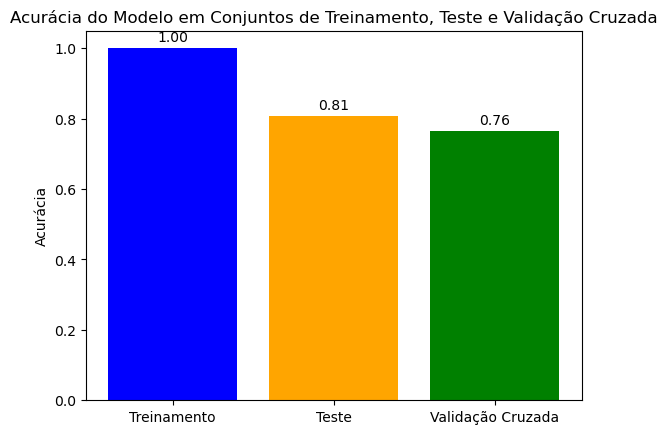 Acurácia do Modelo em Conjuntos de Treinamento, Teste e Validação Cruzada
1.00
0.81
0.76
Acurácia
1.0
0.8
0.6
0.4
0.2
0.0
Treinamento
Teste
Validação Cruzada